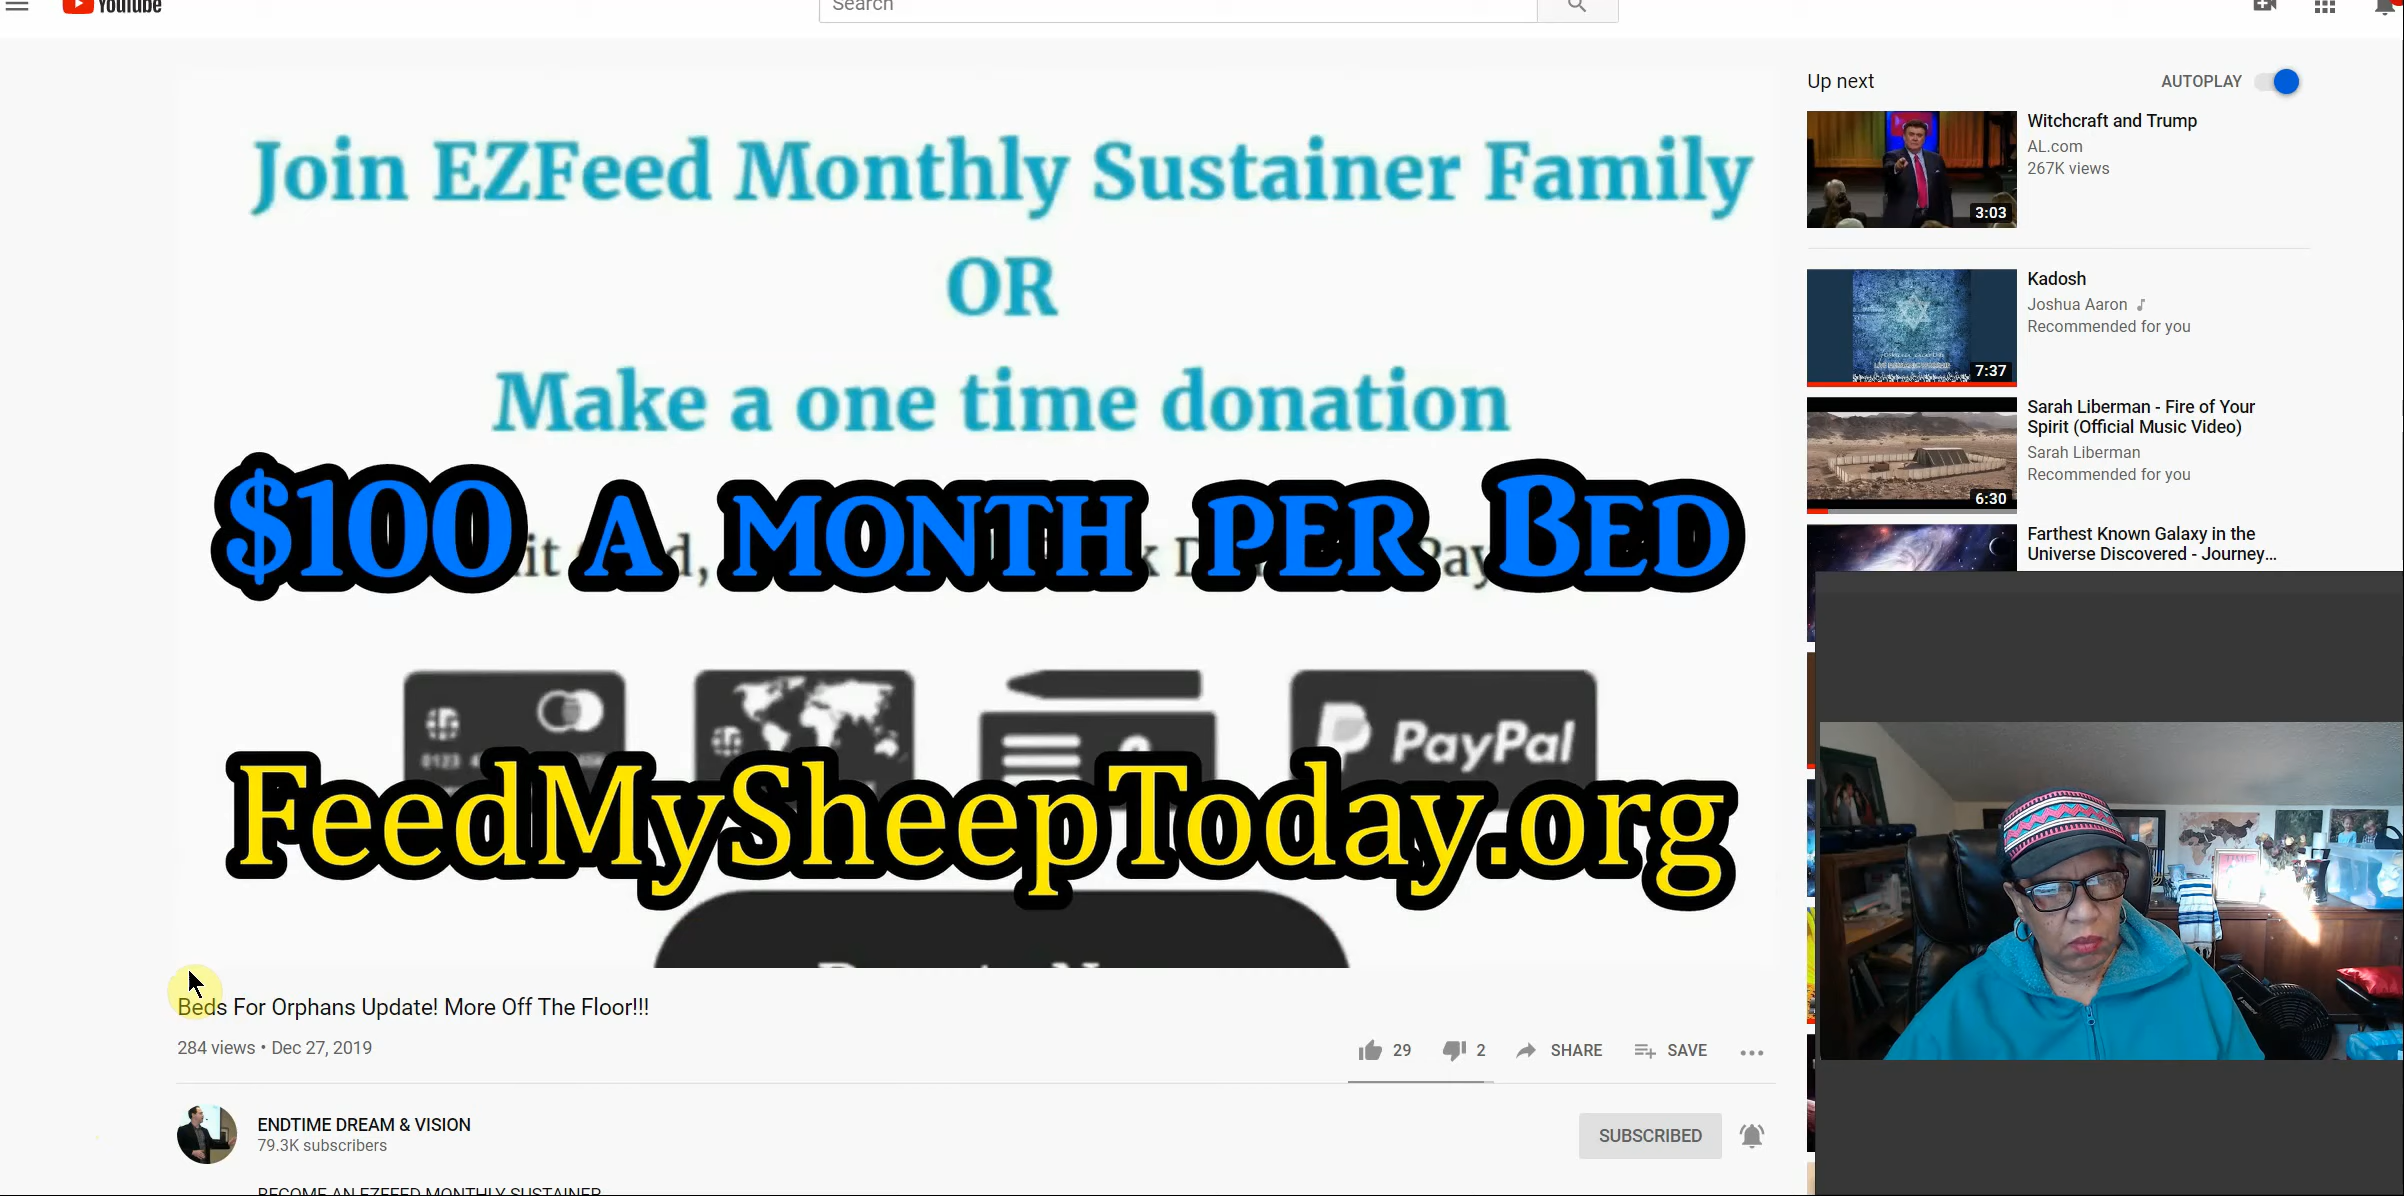 YouTube
Search
Join EZFeed Monthly Sustainer Family
OR
Make a one time donation
$100 A MONTH PER BED
PayPal
FeedMySheepToday.org
Beds For Orphans Update! More Off The Floor!!!
284 views • Dec 27, 2019
29
2
SHARE
SAVE
ENDTIME DREAM & VISION
79.3K subscribers
SUBSCRIBED
BECOME AN EZFEED MONTHLY SUSTAINER
Up next
AUTOPLAY
Witchcraft and Trump
AL.com
267K views
3:03
Kadosh
Joshua Aaron
Recommended for you
7:37
Sarah Liberman - Fire of Your
Spirit (Official Music Video)
Sarah Liberman
Recommended for you
6:30
Farthest Known Galaxy in the
Universe Discovered - Journey...